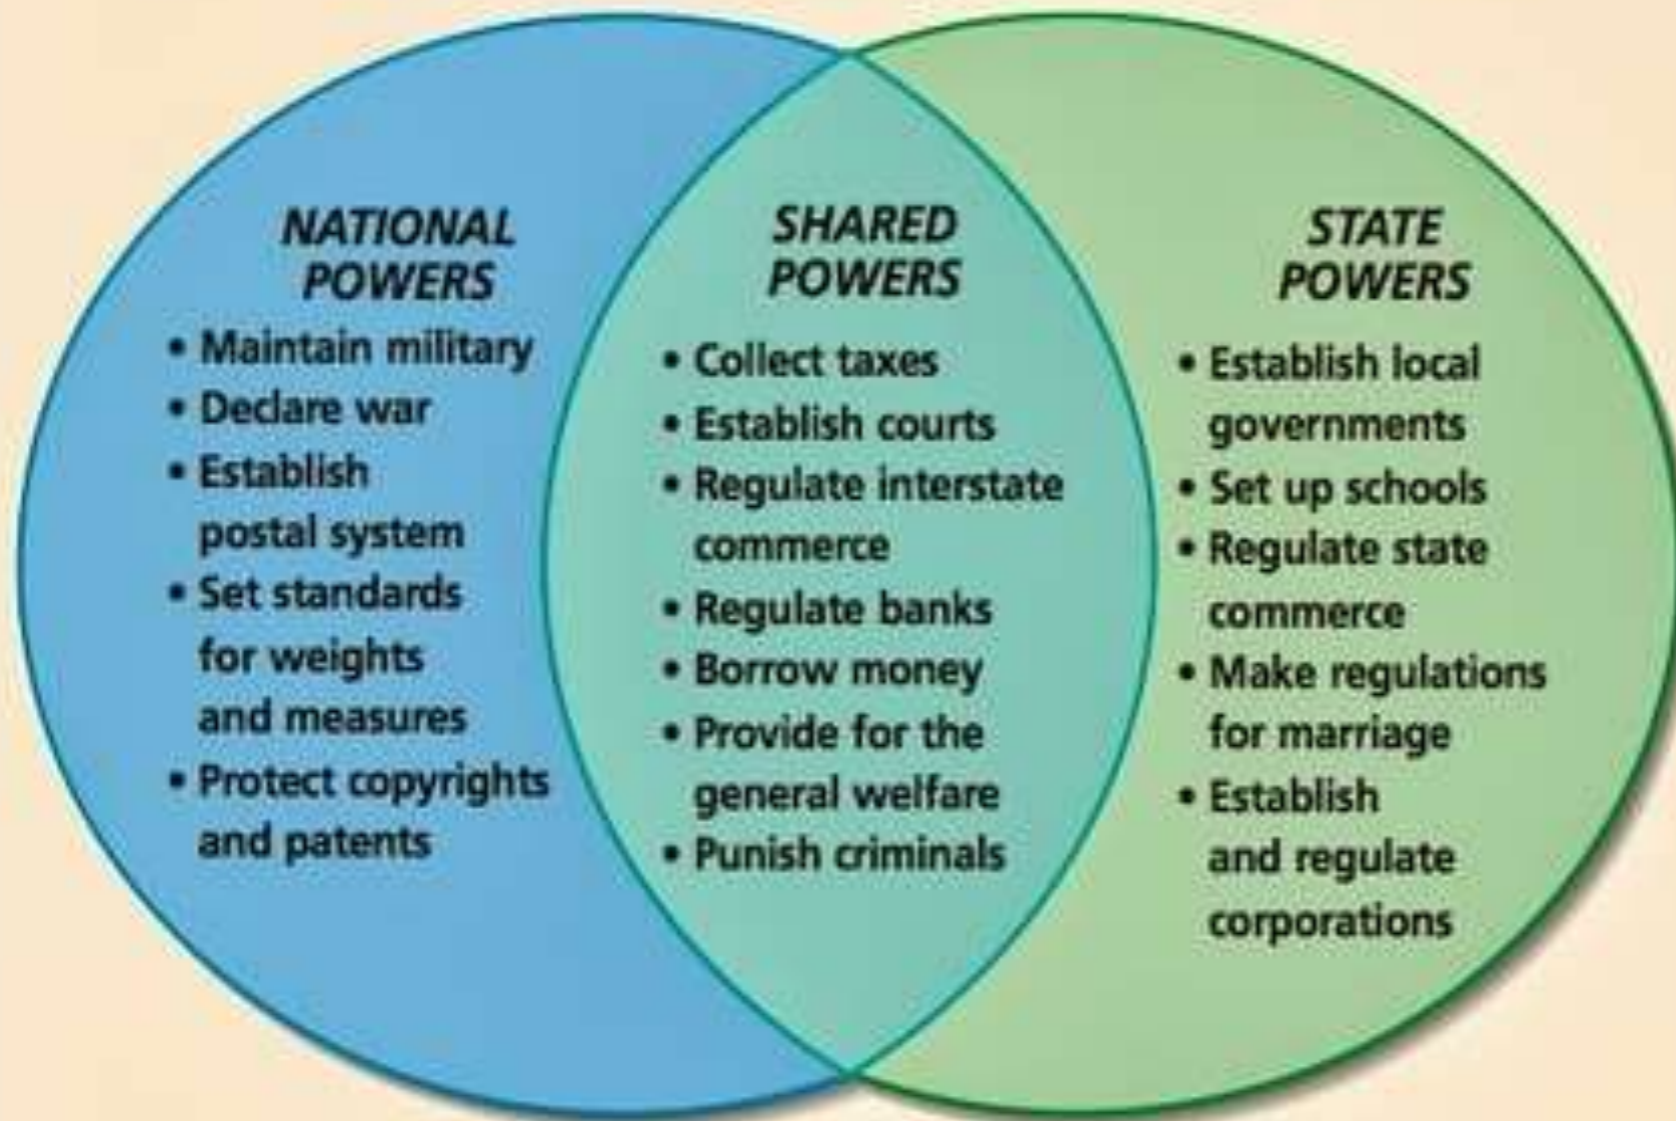 NATIONAL
POWERS
• Maintain military
• Declare war
• Establish
postal system
• Set standards
for weights
and measures
• Protect copyrights
and patents
SHARED
POWERS
• Collect taxes
• Establish courts
• Regulate interstate
commerce
• Regulate banks
• Borrow money
• Provide for the
general welfare
• Punish criminals
STATE
POWERS
• Establish local
governments
• Set up schools
• Regulate state
commerce
• Make regulations
for marriage
• Establish
and regulate
corporations